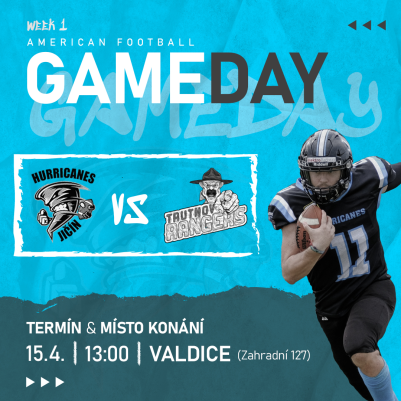 WEEK 1
AMERICAN FOOTBALL
GAMEDAY
GAMEDAY
HURRICANES
JIČÍN
VS
TRUTNOV
RANGERS
Riddell
HURRICANES
11
TERMÍN & MÍSTO KONÁNÍ
15.4. | 13:00 | VALDICE (Zahradní 127)